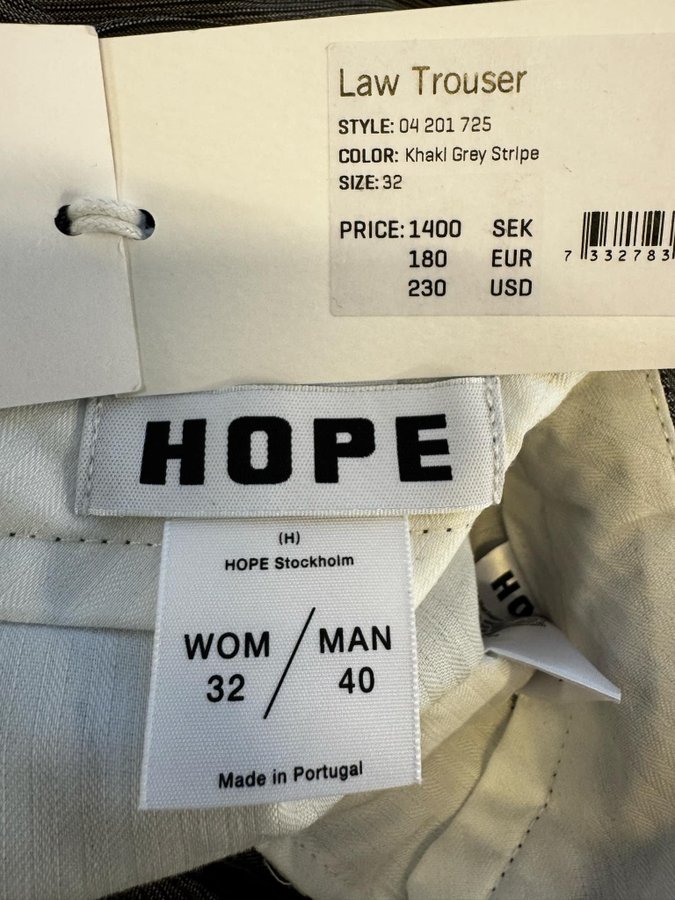 Law Trouser
STYLE: 04 201 725
COLOR: Khaki Grey Stripe
SIZE: 32
PRICE: 1400 SEK
180 EUR
230 USD
7 332783
HOPE
(H)
HOPE Stockholm
WOM / MAN
32 40
Made in Portugal
HO